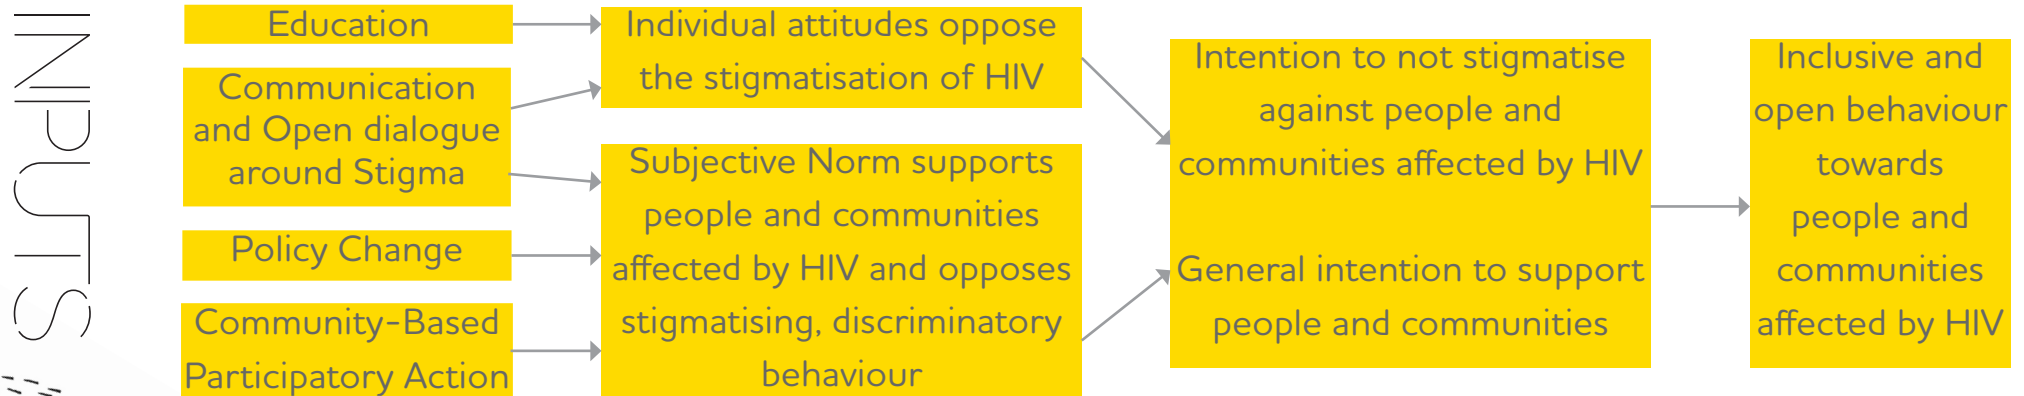 INPUTS
Education
Communication
and Open dialogue
around Stigma
Policy Change
Community-Based
Participatory Action
Individual attitudes oppose
the stigmatisation of HIV
Subjective Norm supports
people and communities
affected by HIV and opposes
stigmatising, discriminatory
behaviour
Intention to not stigmatise
against people and
communities affected by HIV
General intention to support
people and communities
Inclusive and
open behaviour
towards
people and
communities
affected by HIV